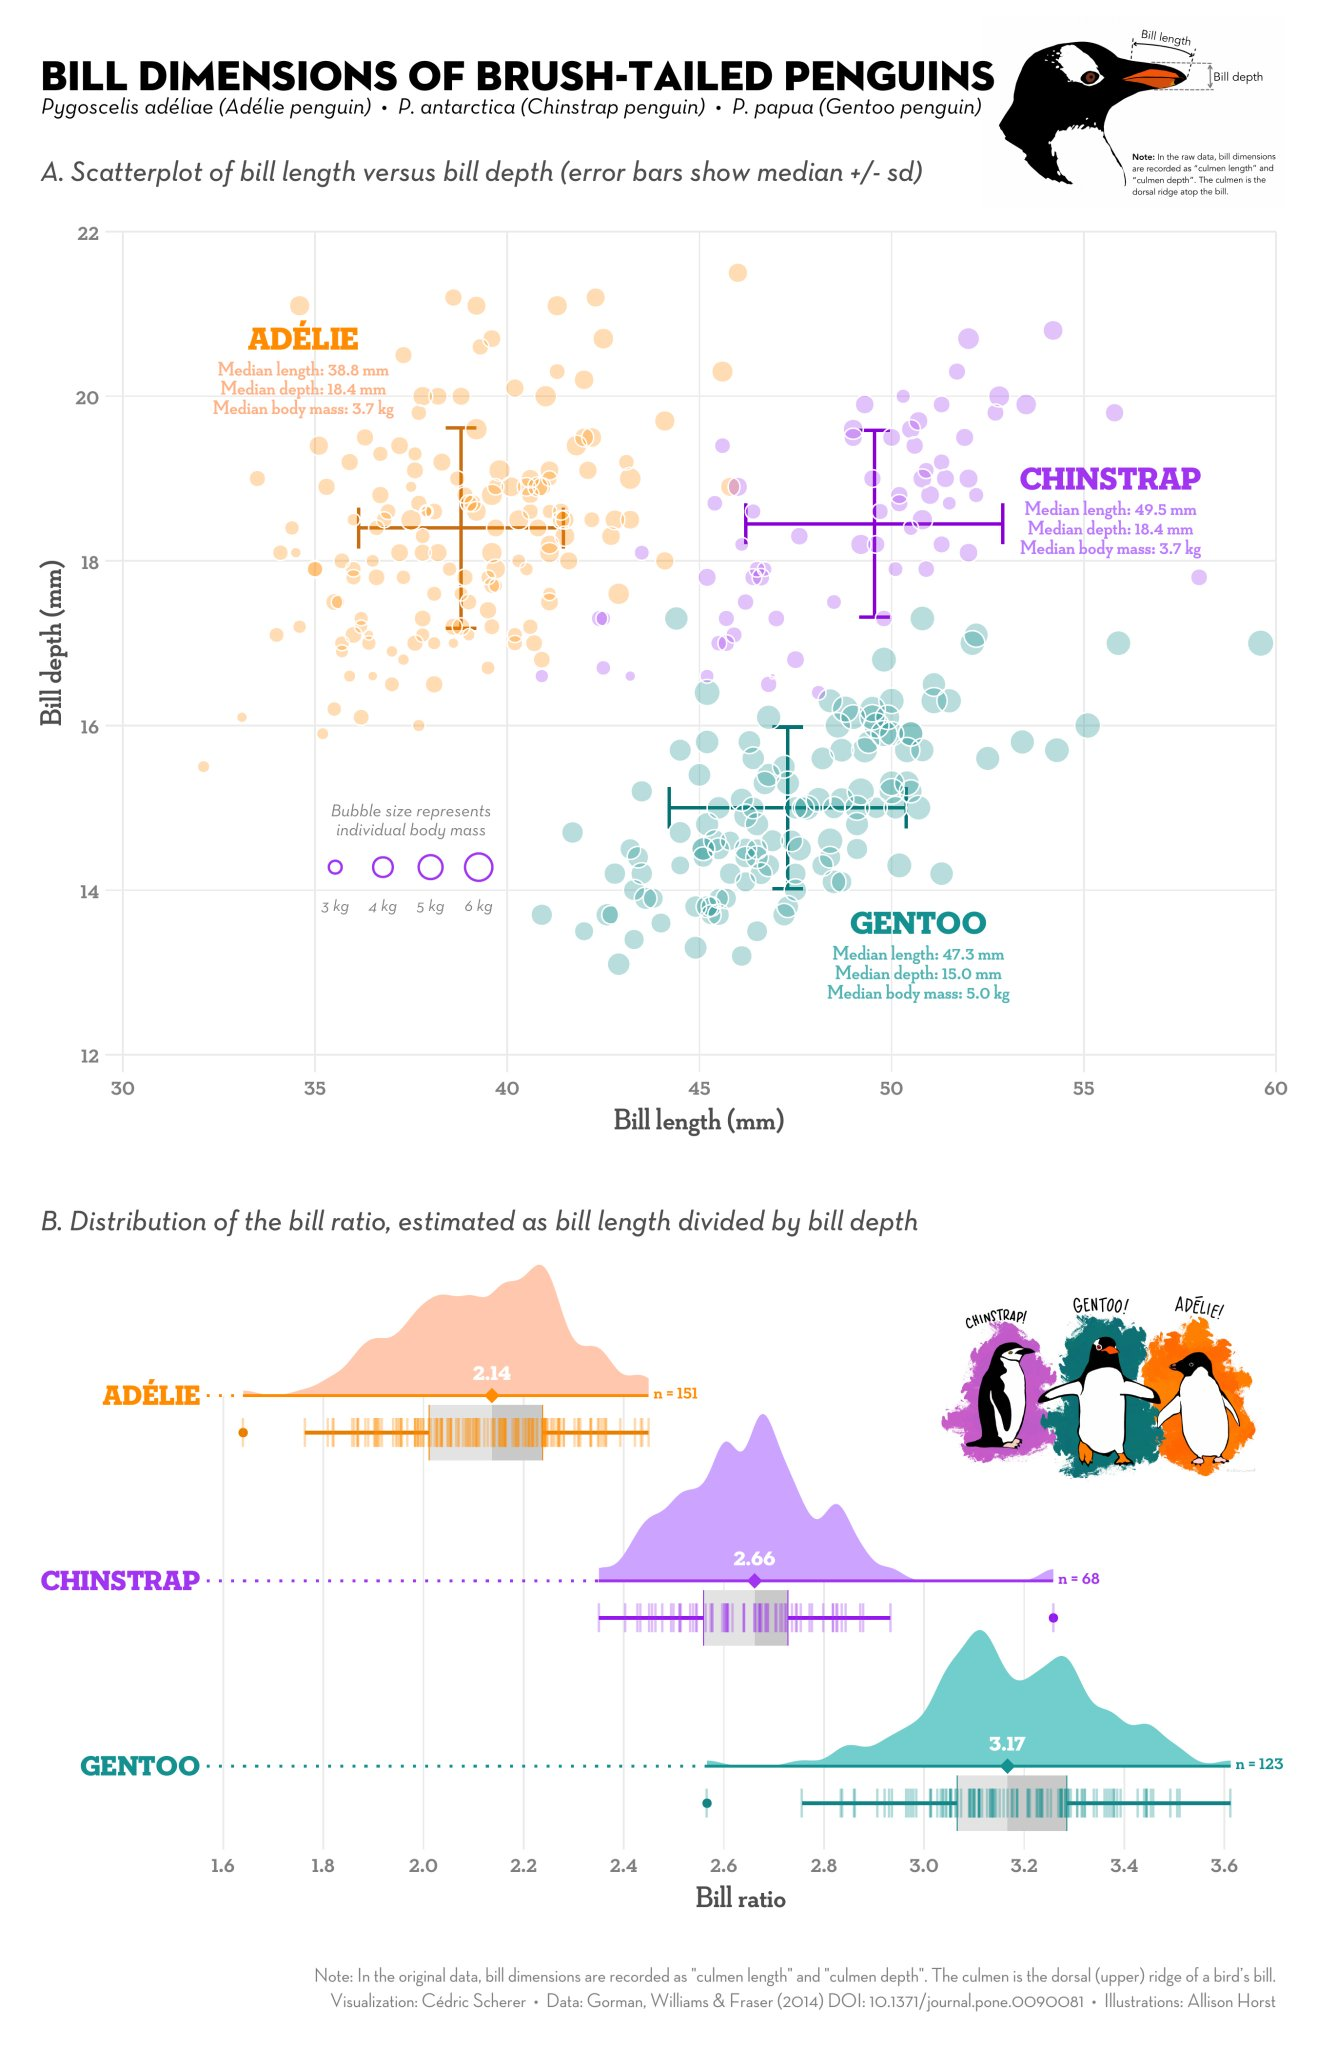 BILL DIMENSIONS OF BRUSH-TAILED PENGUINS
Pygoscelis adéliae (Adélie penguin) • P. antarctica (Chinstrap penguin) • P. papua (Gentoo penguin)
Bill length
Bill depth
Note: In the raw data, bill dimensions
are recorded as "culmen length" and
"culmen depth". The culmen is the
dorsal ridge atop the bill.
A. Scatterplot of bill length versus bill depth (error bars show median +/- sd)
22
20
18
16
14
12
Bill depth (mm)
ADÉLIE
Median length: 38.8 mm
Median depth: 18.4 mm
Median body mass: 3.7 kg
CHINSTRAP
Median length: 49.5 mm
Median depth: 18.4 mm
Median body mass: 3.7 kg
Bubble size represents
individual body mass
3 kg 4 kg 5 kg 6 kg
GENTOO
Median length: 47.3 mm
Median depth: 15.0 mm
Median body mass: 5.0 kg
30 35 40 45 50 55 60
Bill length (mm)
B. Distribution of the bill ratio, estimated as bill length divided by bill depth
CHINSTRAP!
GENTOO!
ADÉLIE!
2.14
ADÉLIE
n = 151
2.66
CHINSTRAP
n = 68
3.17
GENTOO
n = 123
1.6 1.8 2.0 2.2 2.4 2.6 2.8 3.0 3.2 3.4 3.6
Bill ratio
Note: In the original data, bill dimensions are recorded as "culmen length" and "culmen depth". The culmen is the dorsal (upper) ridge of a bird's bill.
Visualization: Cédric Scherer • Data: Gorman, Williams & Fraser (2014) DOI: 10.1371/journal.pone.0090081 • Illustrations: Allison Horst